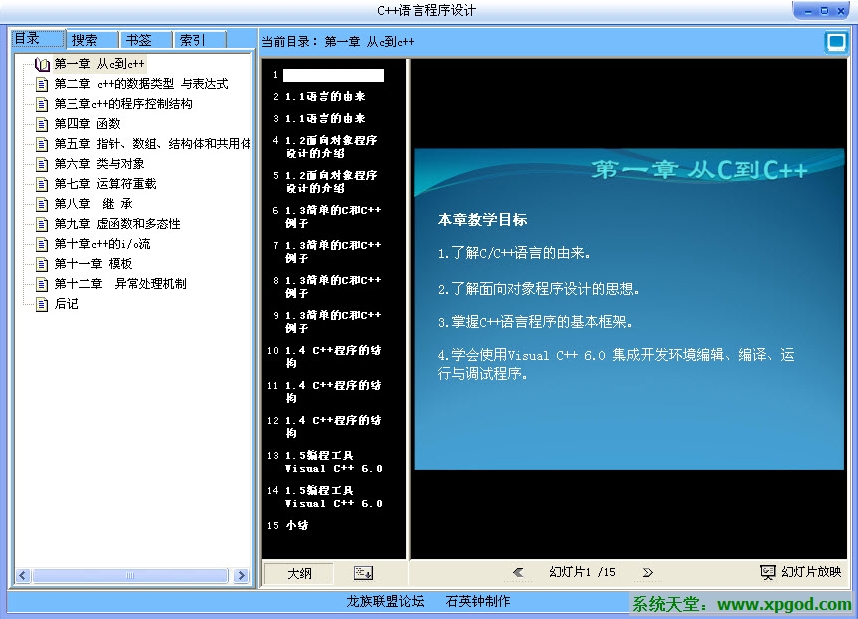 C++语言程序设计
目录 搜索 书签 索引
当前目录：第一章 从c到c++
第一章 从c到c++
第二章 c++的数据类型 与表达式
第三章c++的程序控制结构
第四章 函数
第五章 指针、数组、结构体和共用体
第六章 类与对象
第七章 运算符重载
第八章 继 承
第九章 虚函数和多态性
第十章c++的i/o流
第十一章 模板
第十二章 异常处理机制
后记
1
2 1.1语言的由来
3 1.1语言的由来
4 1.2面向对象程序
设计的介绍
5 1.2面向对象程序
设计的介绍
6 1.3简单的C和C++
例子
7 1.3简单的C和C++
例子
8 1.3简单的C和C++
例子
9 1.3简单的C和C++
例子
10 1.4 C++程序的结
构
11 1.4 C++程序的结
构
12 1.4 C++程序的结
构
13 1.5编程工具
Visual C++ 6.0
14 1.5编程工具
Visual C++ 6.0
15 小结
第一章 从C到C++
本章教学目标
1.了解C/C++语言的由来。
2.了解面向对象程序设计的思想。
3.掌握C++语言程序的基本框架。
4.学会使用Visual C++ 6.0 集成开发环境编辑、编译、运
行与调试程序。
大纲
幻灯片1 /15
幻灯片放映
龙族联盟论坛 石英钟制作
系统天堂：www.xpgod.com